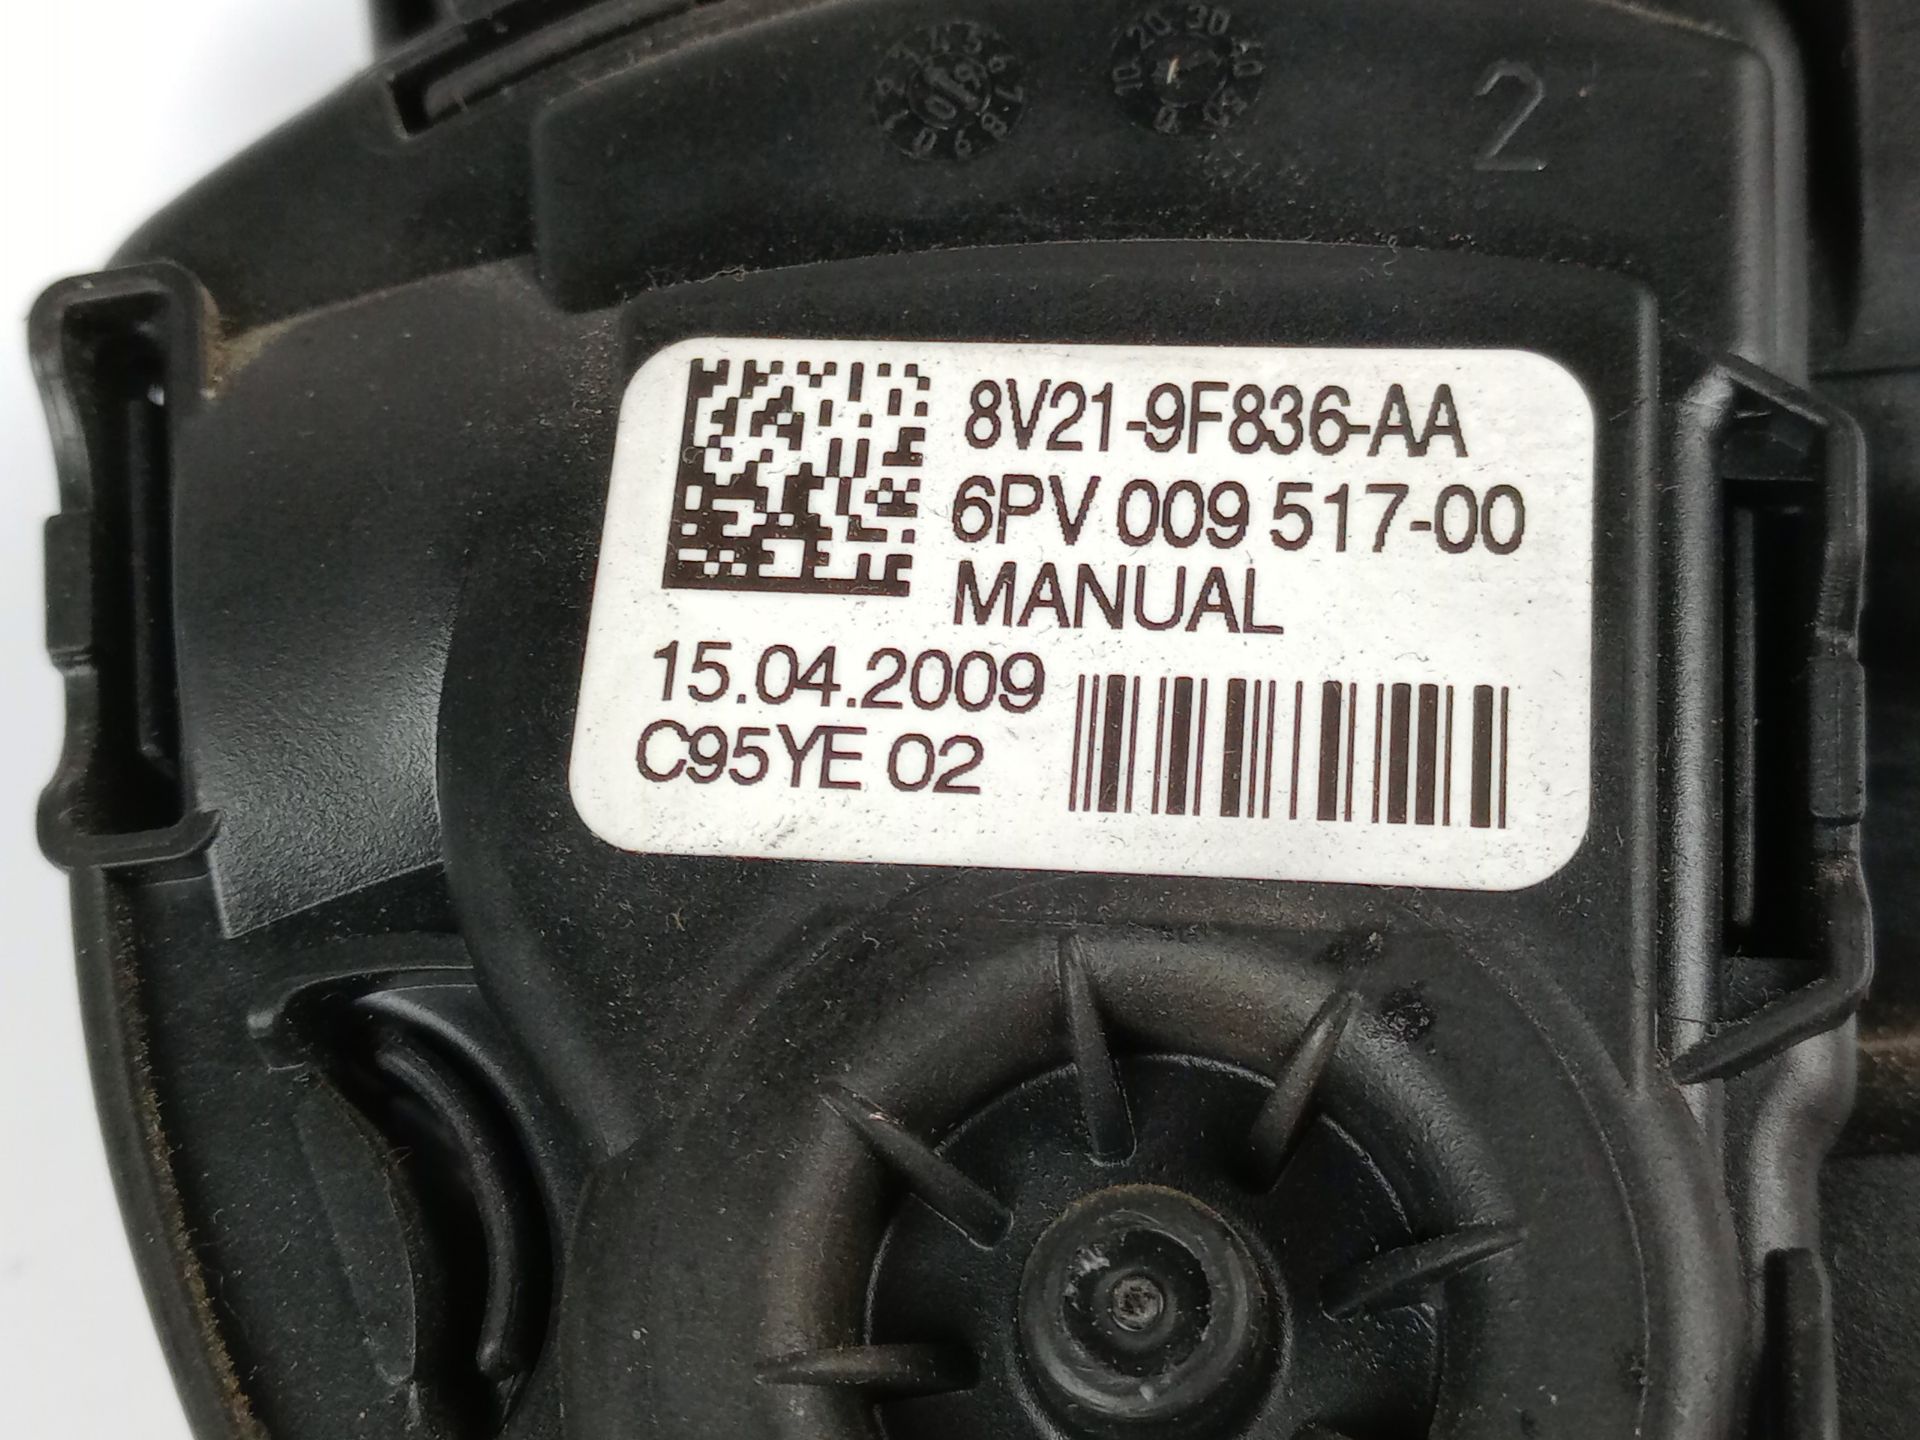 2
8V21-9F836-AA
6PV 009 517-00
MANUAL
15.04.2009
C95YE 02